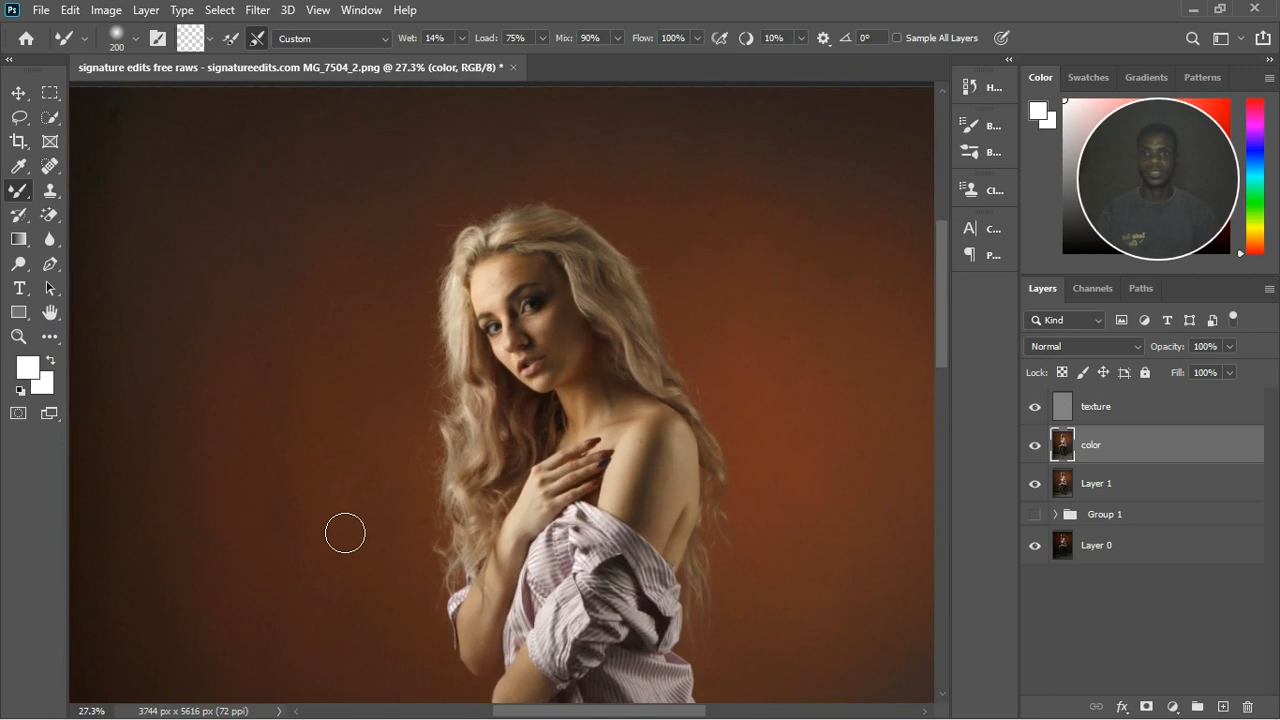 Ps File Edit Image Layer Type Select Filter 3D View Window Help
200 Custom Wet: 14% Load: 75% Mix: 90% Flow: 100% 10% 0° Sample All Layers
signature edits free raws - signatureedits.com MG_7504_2.png @ 27.3% (color, RGB/8) * ×
H...
B...
B...
Cl...
A| C...
P...
Color Swatches Gradients Patterns
Layers Channels Paths
Kind
Normal Opacity: 100%
Lock: Fill: 100%
texture
color
Layer 1
Group 1
Layer 0
27.3% 3744 px x 5616 px (72 ppi)
fx